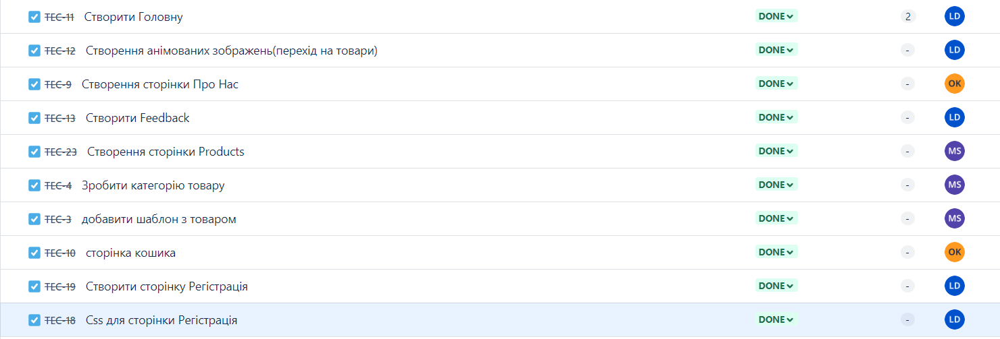 TEC-11 Створити Головну DONE 2 LD
TEC-12 Створення анімованих зображень(перехід на товари) DONE - LD
TEC-9 Створення сторінки Про Нас DONE - OK
TEC-13 Створити Feedback DONE - LD
TEC-23 Створення сторінки Products DONE - MS
TEC-4 Зробити категорію товару DONE - MS
TEC-3 добавити шаблон з товаром DONE - MS
TEC-10 сторінка кошика DONE - OK
TEC-19 Створити сторінку Регістрація DONE - LD
TEC-18 Css для сторінки Регістрація DONE - LD